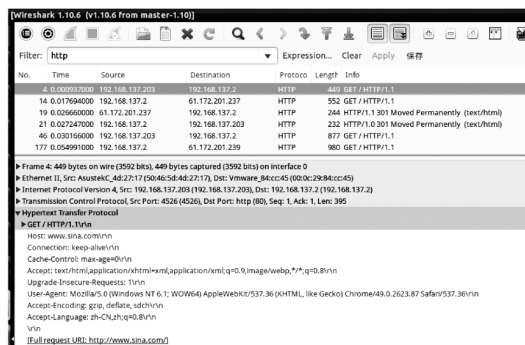 [Wireshark 1.10.6 (v1.10.6 from master-1.10)]
Filter: http Expression... Clear Apply 保存
No. Time Source Destination Protoco Length Info
4 0.000937000 192.168.137.203 192.168.137.2 HTTP 449 GET / HTTP/1.1
14 0.017694000 192.168.137.2 61.172.201.237 HTTP 552 GET / HTTP/1.1
19 0.026660000 61.172.201.237 192.168.137.2 HTTP 244 HTTP/1.1 301 Moved Permanently (text/html)
21 0.027247000 192.168.137.2 192.168.137.203 HTTP 232 HTTP/1.0 301 Moved Permanently (text/html)
46 0.030166000 192.168.137.203 192.168.137.2 HTTP 877 GET / HTTP/1.1
177 0.054991000 192.168.137.2 61.172.201.239 HTTP 980 GET / HTTP/1.1
Frame 4: 449 bytes on wire (3592 bits), 449 bytes captured (3592 bits) on interface 0
Ethernet II, Src: AsustekC_4d:27:17 (50:46:5d:4d:27:17), Dst: Vmware_84:cc:45 (00:0c:29:84:cc:45)
Internet Protocol Version 4, Src: 192.168.137.203 (192.168.137.203), Dst: 192.168.137.2 (192.168.137.2)
Transmission Control Protocol, Src Port: 4526 (4526), Dst Port: http (80), Seq: 1, Ack: 1, Len: 395
Hypertext Transfer Protocol
GET / HTTP/1.1\r\n
Host: www.sina.com\r\n
Connection: keep-alive\r\n
Cache-Control: max-age=0\r\n
Accept: text/html,application/xhtml+xml,application/xml;q=0.9,image/webp,*/*;q=0.8\r\n
Upgrade-Insecure-Requests: 1\r\n
User-Agent: Mozilla/5.0 (Windows NT 6.1; WOW64) AppleWebKit/537.36 (KHTML, like Gecko) Chrome/49.0.2623.87 Safari/537.36\r\n
Accept-Encoding: gzip, deflate, sdch\r\n
Accept-Language: zh-CN,zh;q=0.8\r\n
\r\n
[Full request URI: http://www.sina.com/]